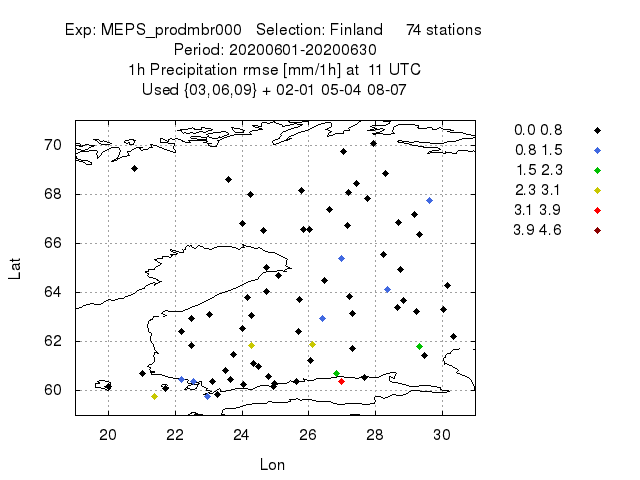 Exp: MEPS_prodmbr000 Selection: Finland 74 stations
Period: 20200601-20200630
1h Precipitation rmse [mm/1h] at 11 UTC
Used {03,06,09} + 02-01 05-04 08-07
70
68
66
64
62
60
Lat
20 22 24 26 28 30
Lon
0.0 0.8
0.8 1.5
1.5 2.3
2.3 3.1
3.1 3.9
3.9 4.6